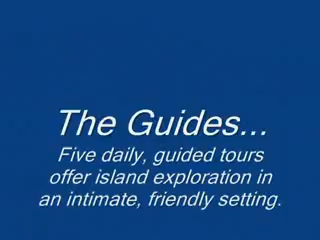 The Guides...
Five daily, guided tours
offer island exploration in
an intimate, friendly setting.